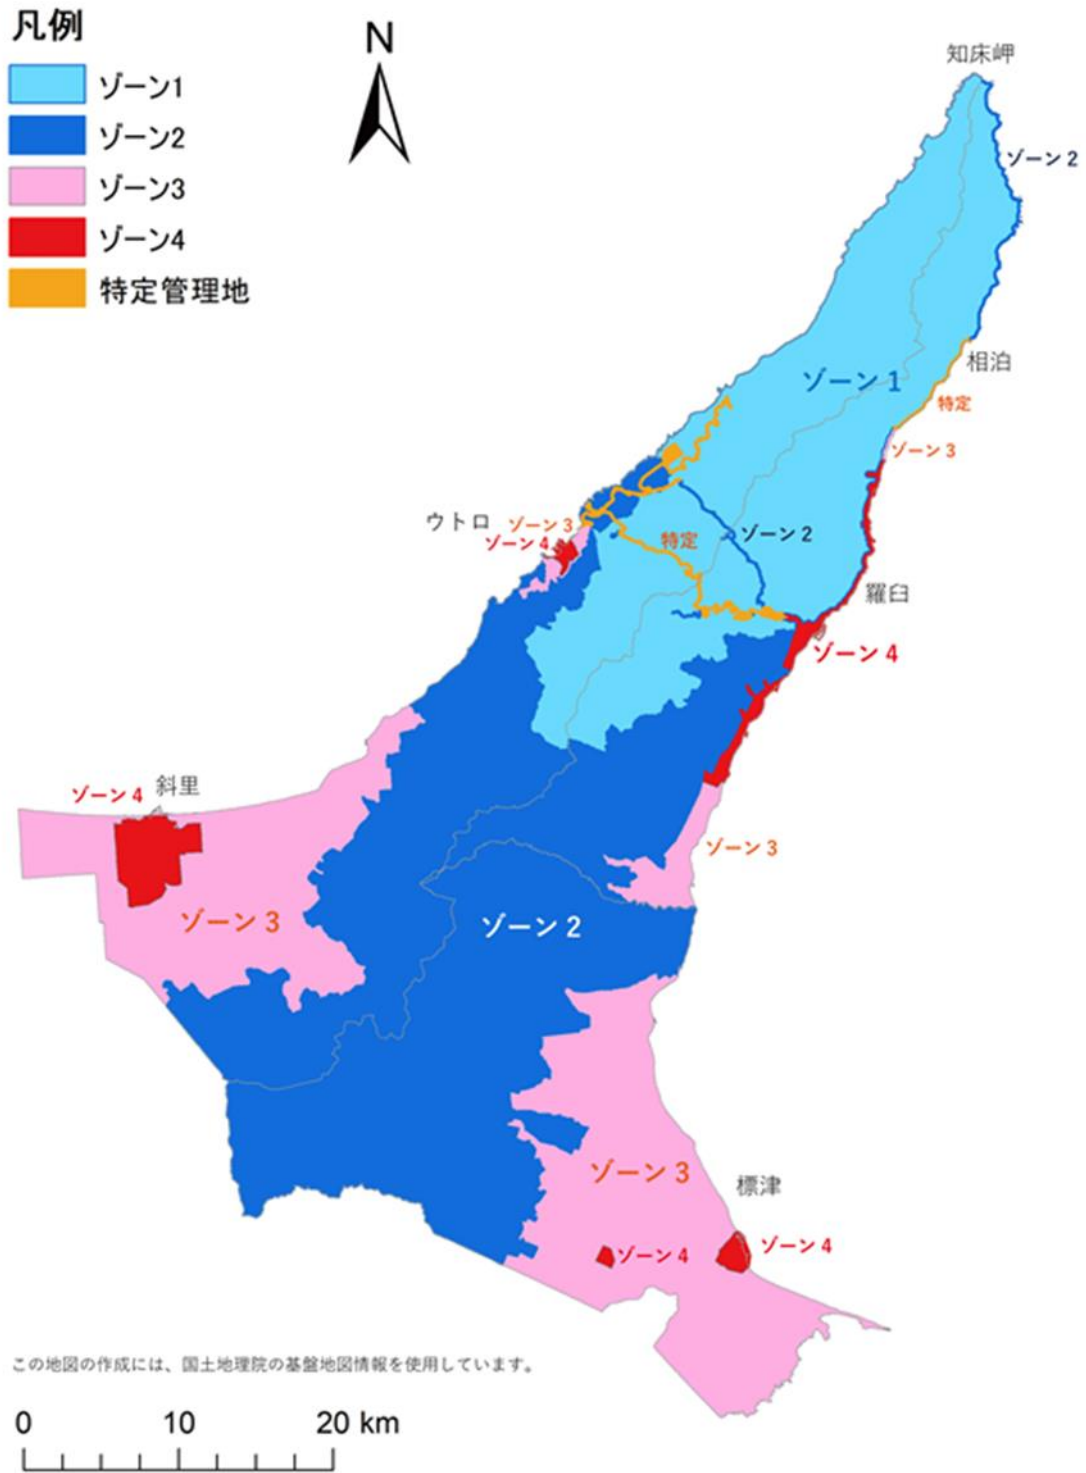 凡例
ゾーン1
ゾーン2
ゾーン3
ゾーン4
特定管理地
N
知床岬
ゾーン 2
相泊
ゾーン 1
特定
ゾーン 3
ウトロ
ゾーン 3
ゾーン 4
特定
ゾーン 2
羅臼
ゾーン 4
斜里
ゾーン 4
ゾーン 3
ゾーン 3
ゾーン 2
ゾーン 3
標津
ゾーン 4
ゾーン 4
この地図の作成には、国土地理院の基盤地図情報を使用しています。
0 10 20 km